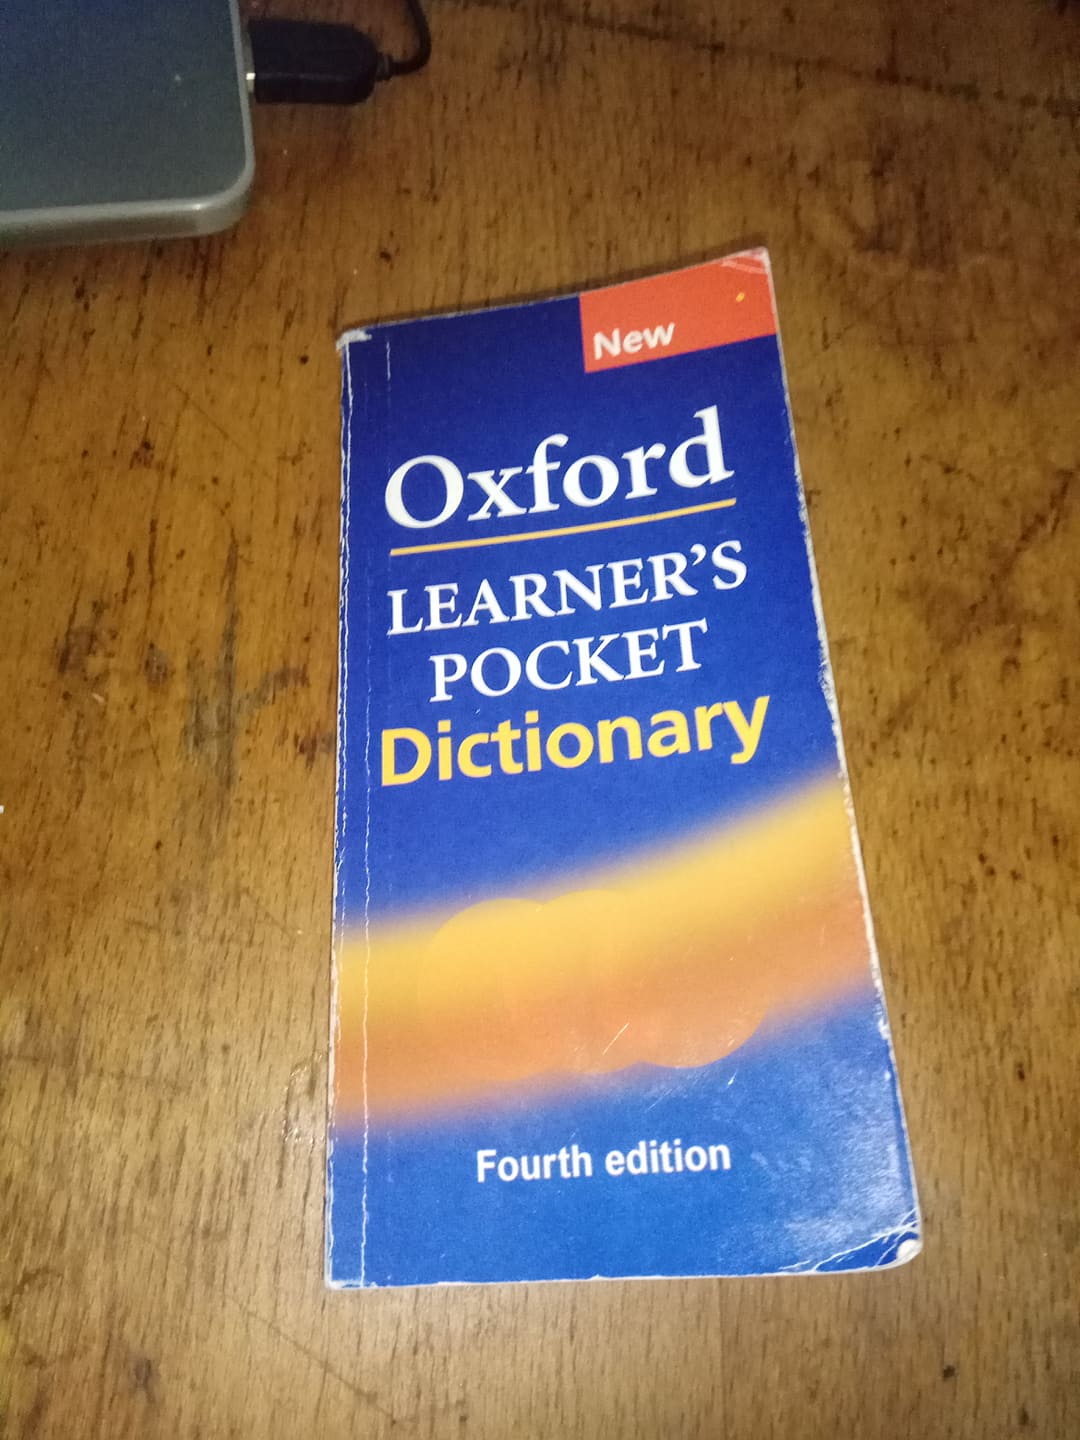 New
Oxford
LEARNER'S
POCKET
Dictionary
Fourth edition